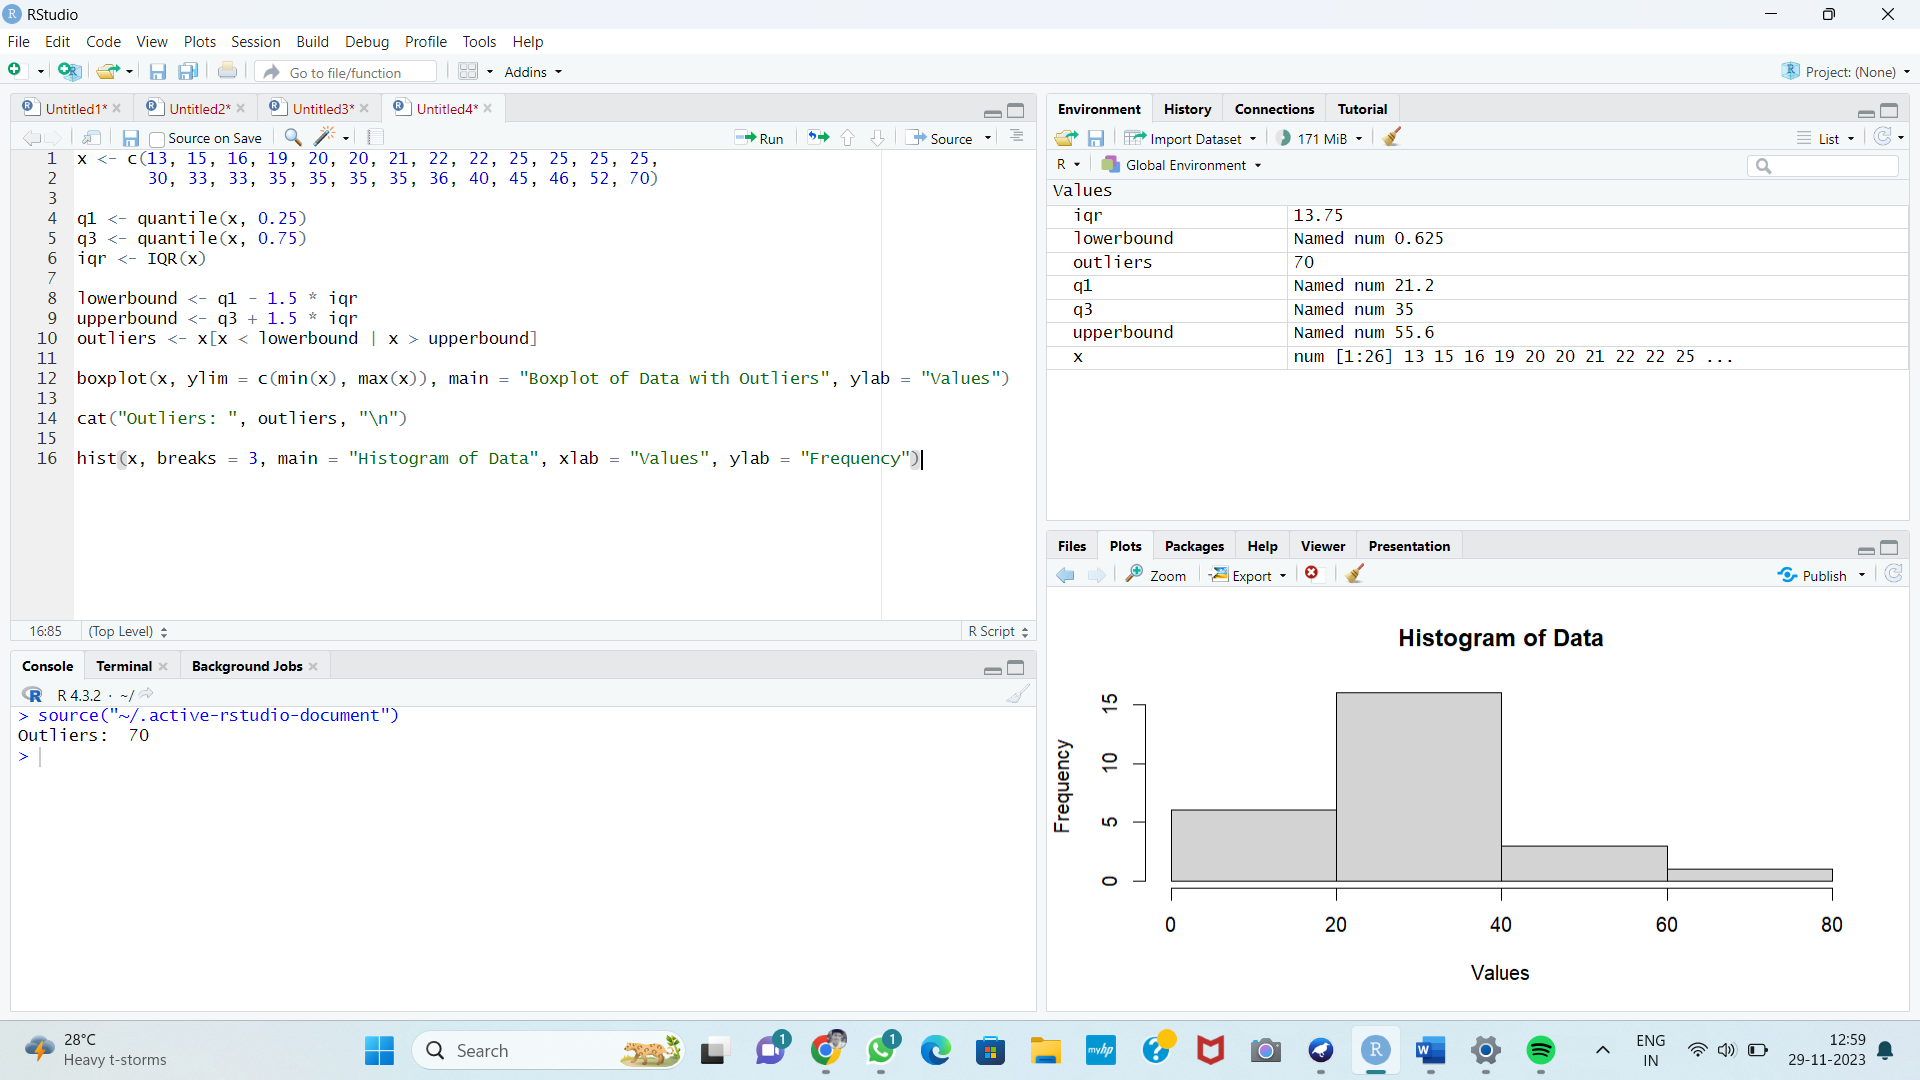 RStudio
File Edit Code View Plots Session Build Debug Profile Tools Help
Go to file/function Addins Project: (None)
Untitled1* Untitled2* Untitled3* Untitled4*
Source on Save Run Source
1 x <- c(13, 15, 16, 19, 20, 20, 21, 22, 22, 25, 25, 25, 25,
2 30, 33, 33, 35, 35, 35, 35, 36, 40, 45, 46, 52, 70)
3
4 q1 <- quantile(x, 0.25)
5 q3 <- quantile(x, 0.75)
6 iqr <- IQR(x)
7
8 lowerbound <- q1 - 1.5 * iqr
9 upperbound <- q3 + 1.5 * iqr
10 outliers <- x[x < lowerbound | x > upperbound]
11
12 boxplot(x, ylim = c(min(x), max(x)), main = "Boxplot of Data with Outliers", ylab = "Values")
13
14 cat("Outliers: ", outliers, "\n")
15
16 hist(x, breaks = 3, main = "Histogram of Data", xlab = "Values", ylab = "Frequency")
16:85 (Top Level) R Script
Console Terminal Background Jobs
R 4.3.2 · ~/
> source("~/.active-rstudio-document")
Outliers:  70
>
Environment History Connections Tutorial
Import Dataset 171 MiB List
R Global Environment
Values
iqr 13.75
lowerbound Named num 0.625
outliers 70
q1 Named num 21.2
q3 Named num 35
upperbound Named num 55.6
x num [1:26] 13 15 16 19 20 20 21 22 22 25 ...
Files Plots Packages Help Viewer Presentation
Zoom Export Publish
Histogram of Data
Frequency
15
10
5
0
0 20 40 60 80
Values
28°C
Heavy t-storms
Search
1
1
myhp
ENG
IN
12:59
29-11-2023